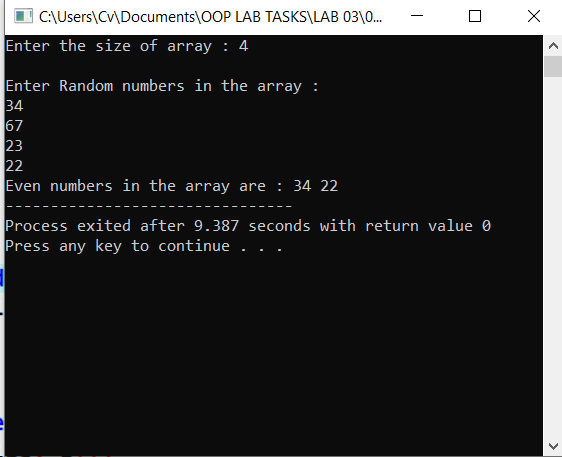 C:\Users\Cv\Documents\OOP LAB TASKS\LAB 03\0...
Enter the size of array : 4
Enter Random numbers in the array :
34
67
23
22
Even numbers in the array are : 34 22
--------------------------------
Process exited after 9.387 seconds with return value 0
Press any key to continue . . .